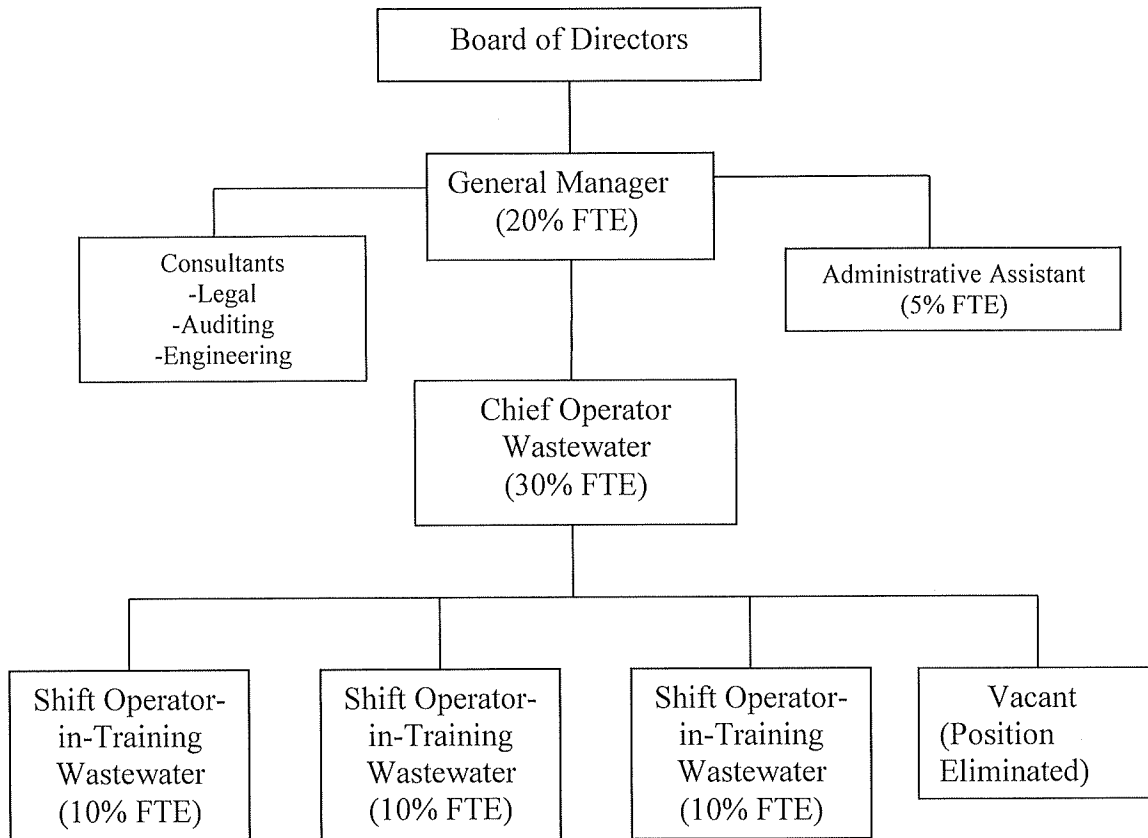 Board of Directors
General Manager
(20% FTE)
Consultants
-Legal
-Auditing
-Engineering
Administrative Assistant
(5% FTE)
Chief Operator
Wastewater
(30% FTE)
Shift Operator-
in-Training
Wastewater
(10% FTE)
Shift Operator-
in-Training
Wastewater
(10% FTE)
Shift Operator-
in-Training
Wastewater
(10% FTE)
Vacant
(Position
Eliminated)